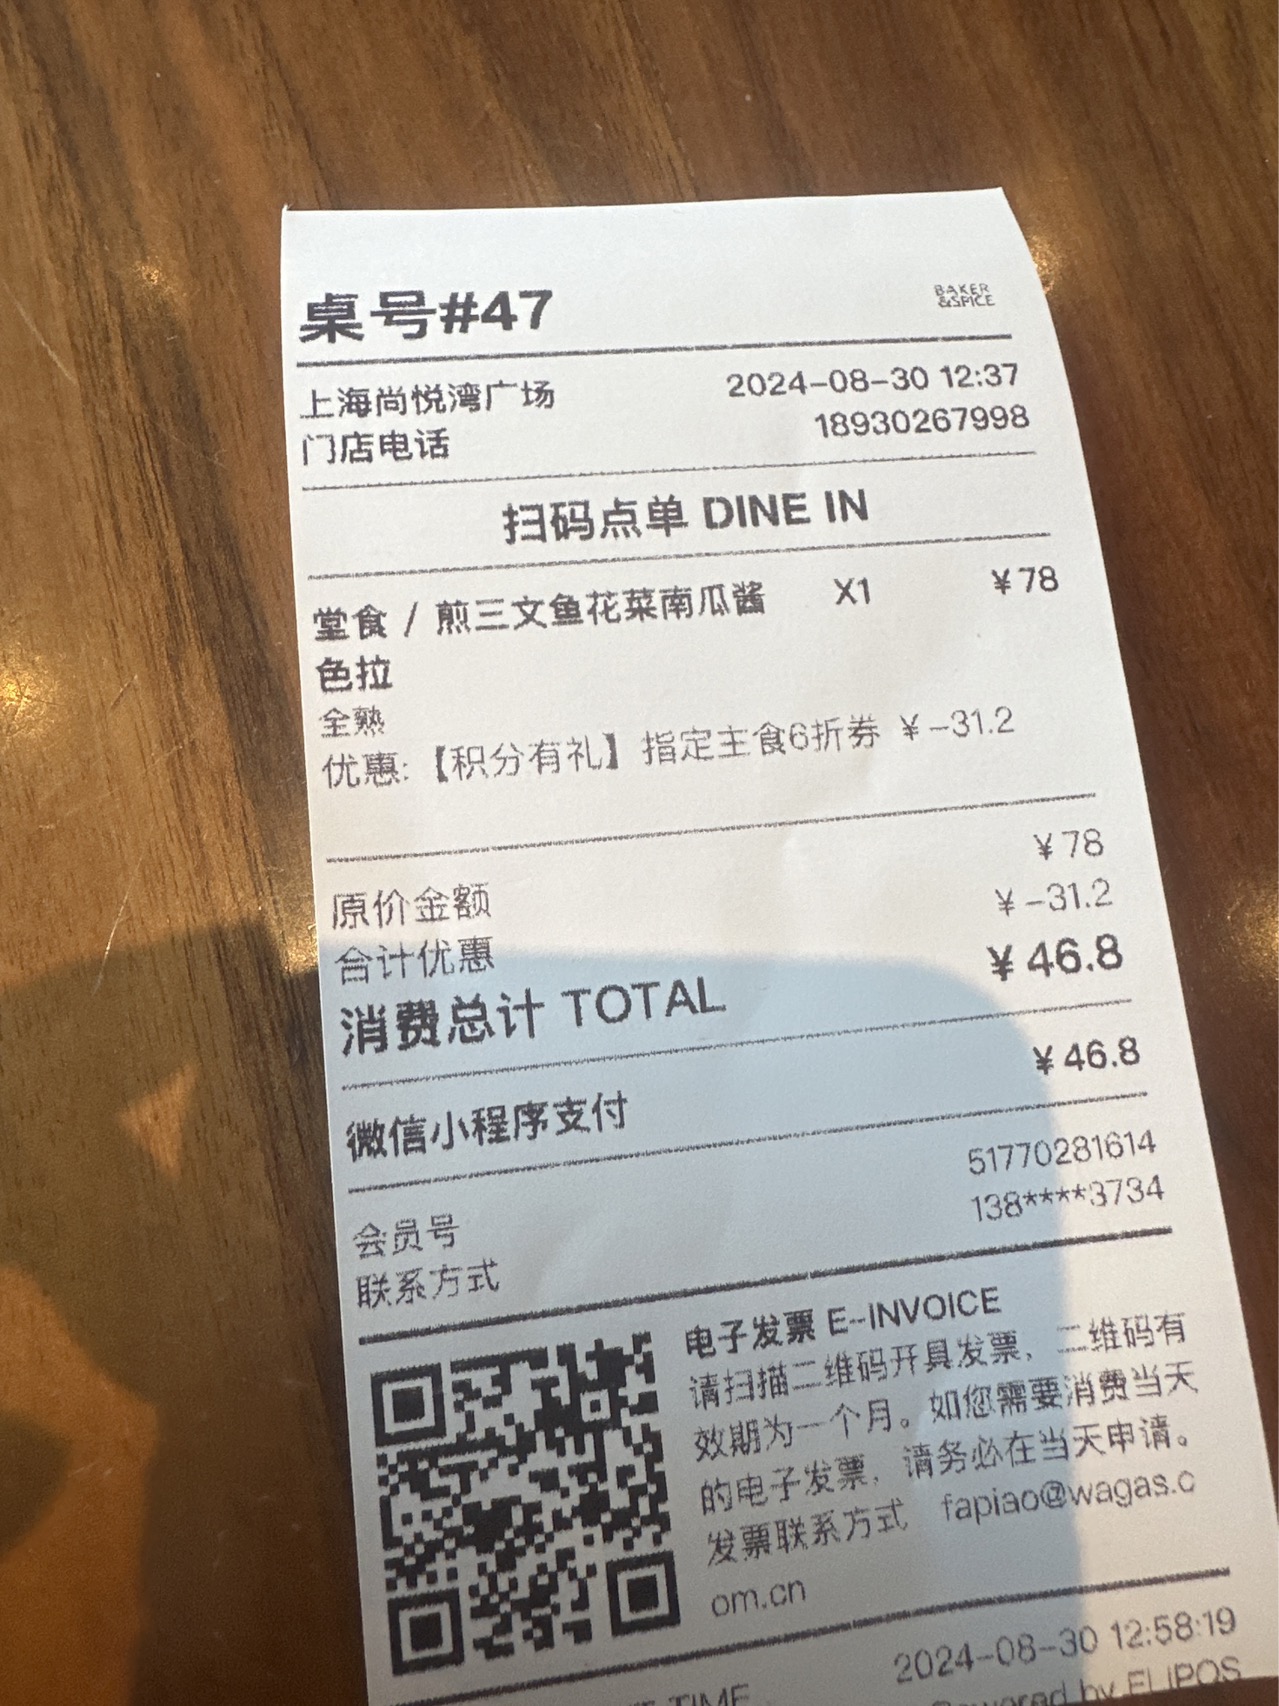 桌号#47
BAKER
&SPICE
上海尚悦湾广场 2024-08-30 12:37
门店电话 18930267998
扫码点单 DINE IN
堂食 / 煎三文鱼花菜南瓜酱 X1 ¥78
色拉
全熟
优惠:【积分有礼】指定主食6折券 ¥-31.2
原价金额 ¥78
合计优惠 ¥-31.2
消费总计 TOTAL ¥46.8
微信小程序支付 ¥46.8
会员号 51770281614
联系方式 138****3734
电子发票 E-INVOICE
请扫描二维码开具发票，二维码有
效期为一个月。如您需要消费当天
的电子发票，请务必在当天申请。
发票联系方式 fapiao@wagas.c
om.cn
TIME 2024-08-30 12:58:19
Powered by ELIPOS